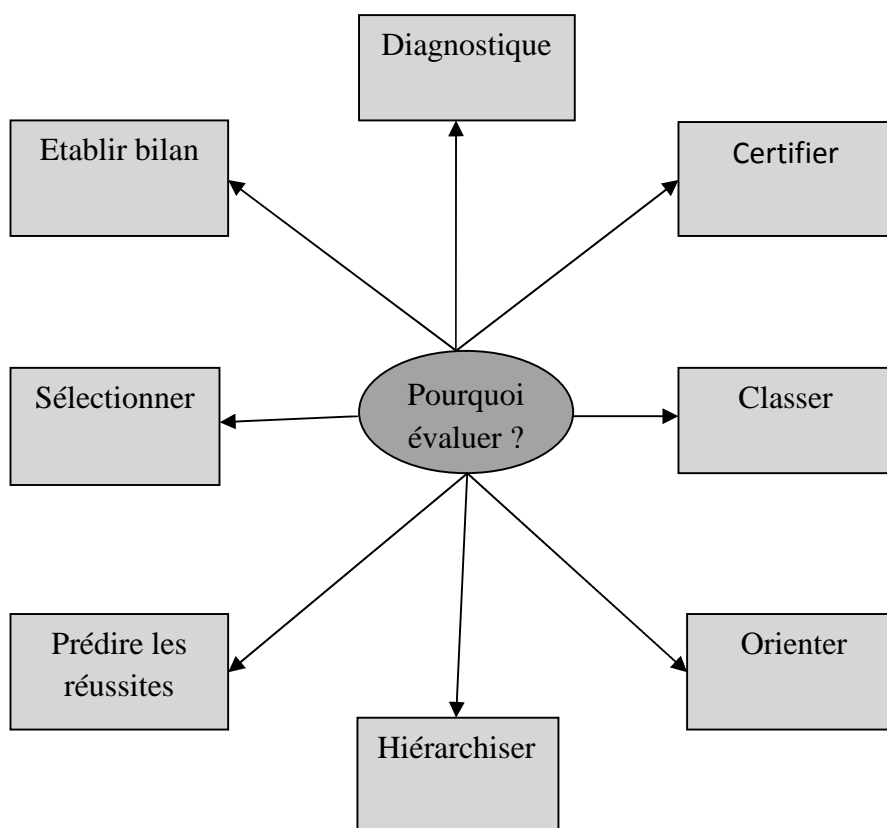 Diagnostique
Etablir bilan
Certifier
Sélectionner
Pourquoi
évaluer ?
Classer
Prédire les
réussites
Orienter
Hiérarchiser